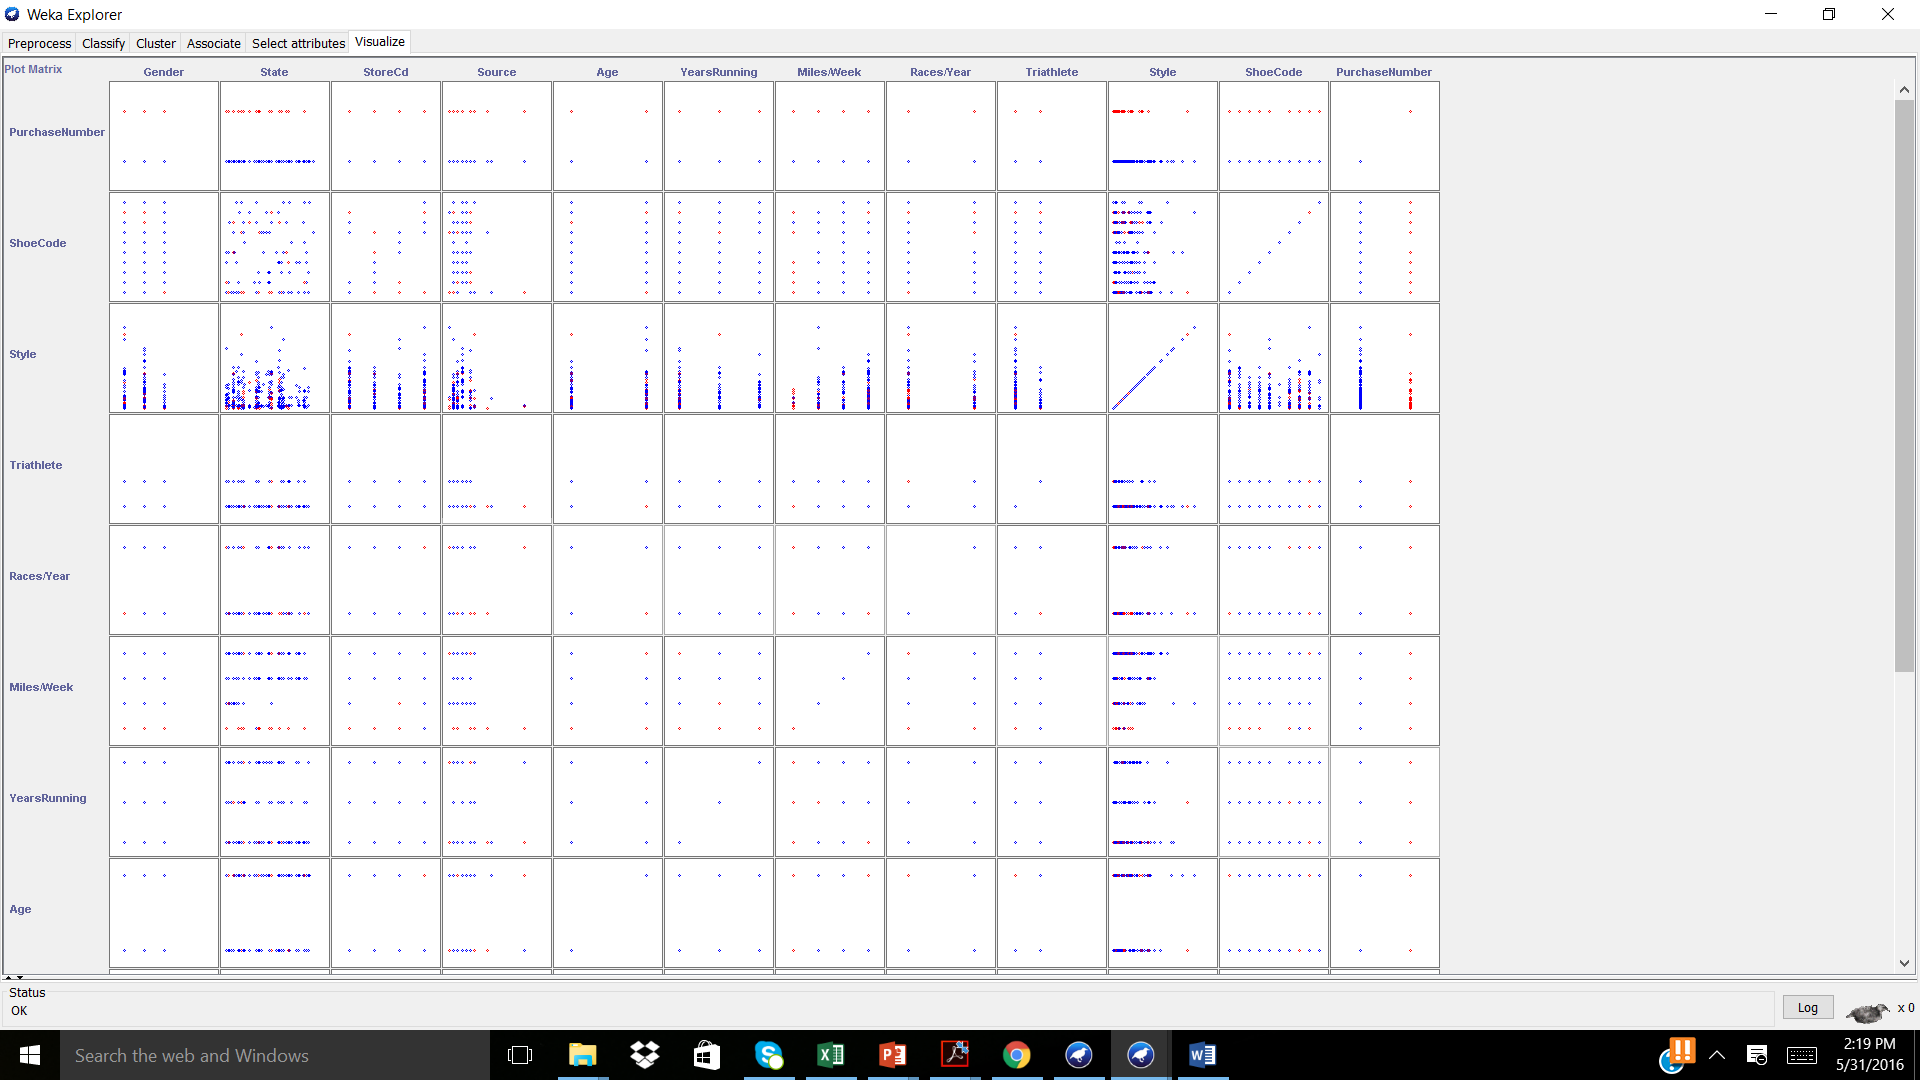 Weka Explorer
Preprocess Classify Cluster Associate Select attributes Visualize
Plot Matrix
Gender State StoreCd Source Age YearsRunning Miles/Week Races/Year Triathlete Style ShoeCode PurchaseNumber
PurchaseNumber
ShoeCode
Style
Triathlete
Races/Year
Miles/Week
YearsRunning
Age
Status
OK
Log
x 0
Search the web and Windows
2:19 PM
5/31/2016